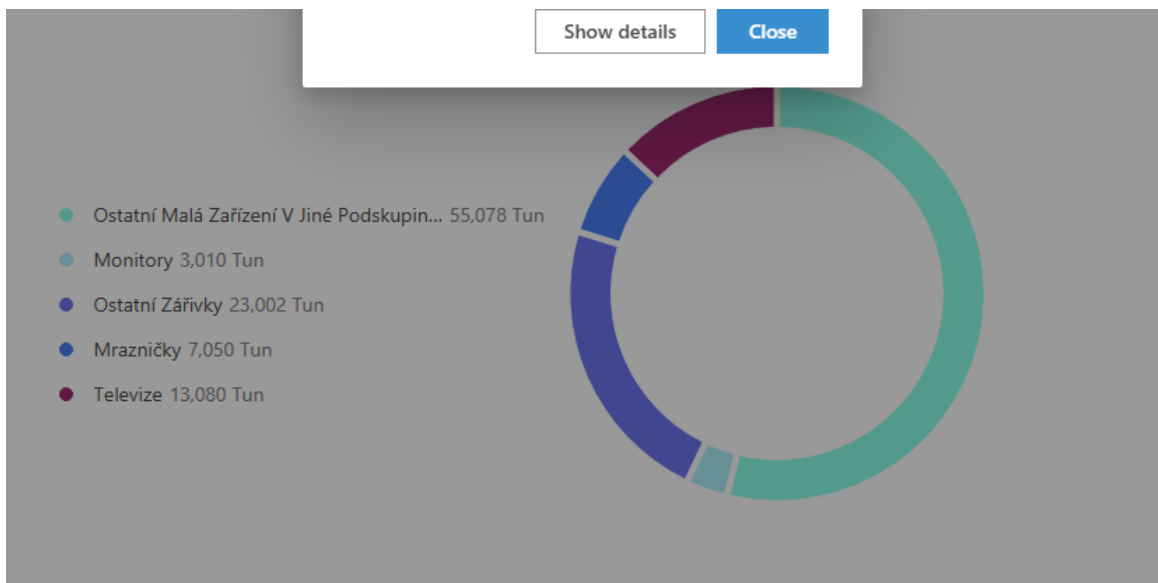 Show details
Close
Ostatní Malá Zařízení V Jiné Podskupin... 55,078 Tun
Monitory 3,010 Tun
Ostatní Zářivky 23,002 Tun
Mrazničky 7,050 Tun
Televize 13,080 Tun